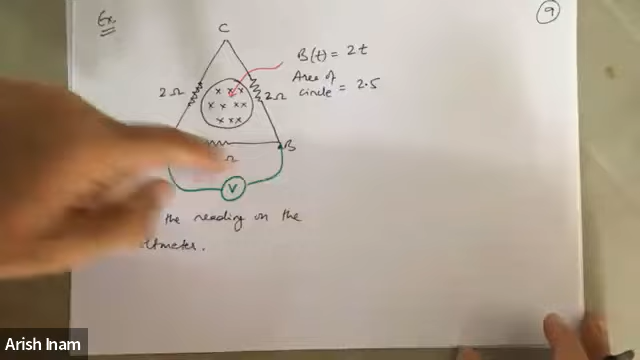 Ex.
9
C
B(t) = 2t
Area of
circle = 2.5
2Ω
2Ω
x x x
x x x x
x x x
B
Ω
V
the reading on the
ltmeter.
Arish Inam